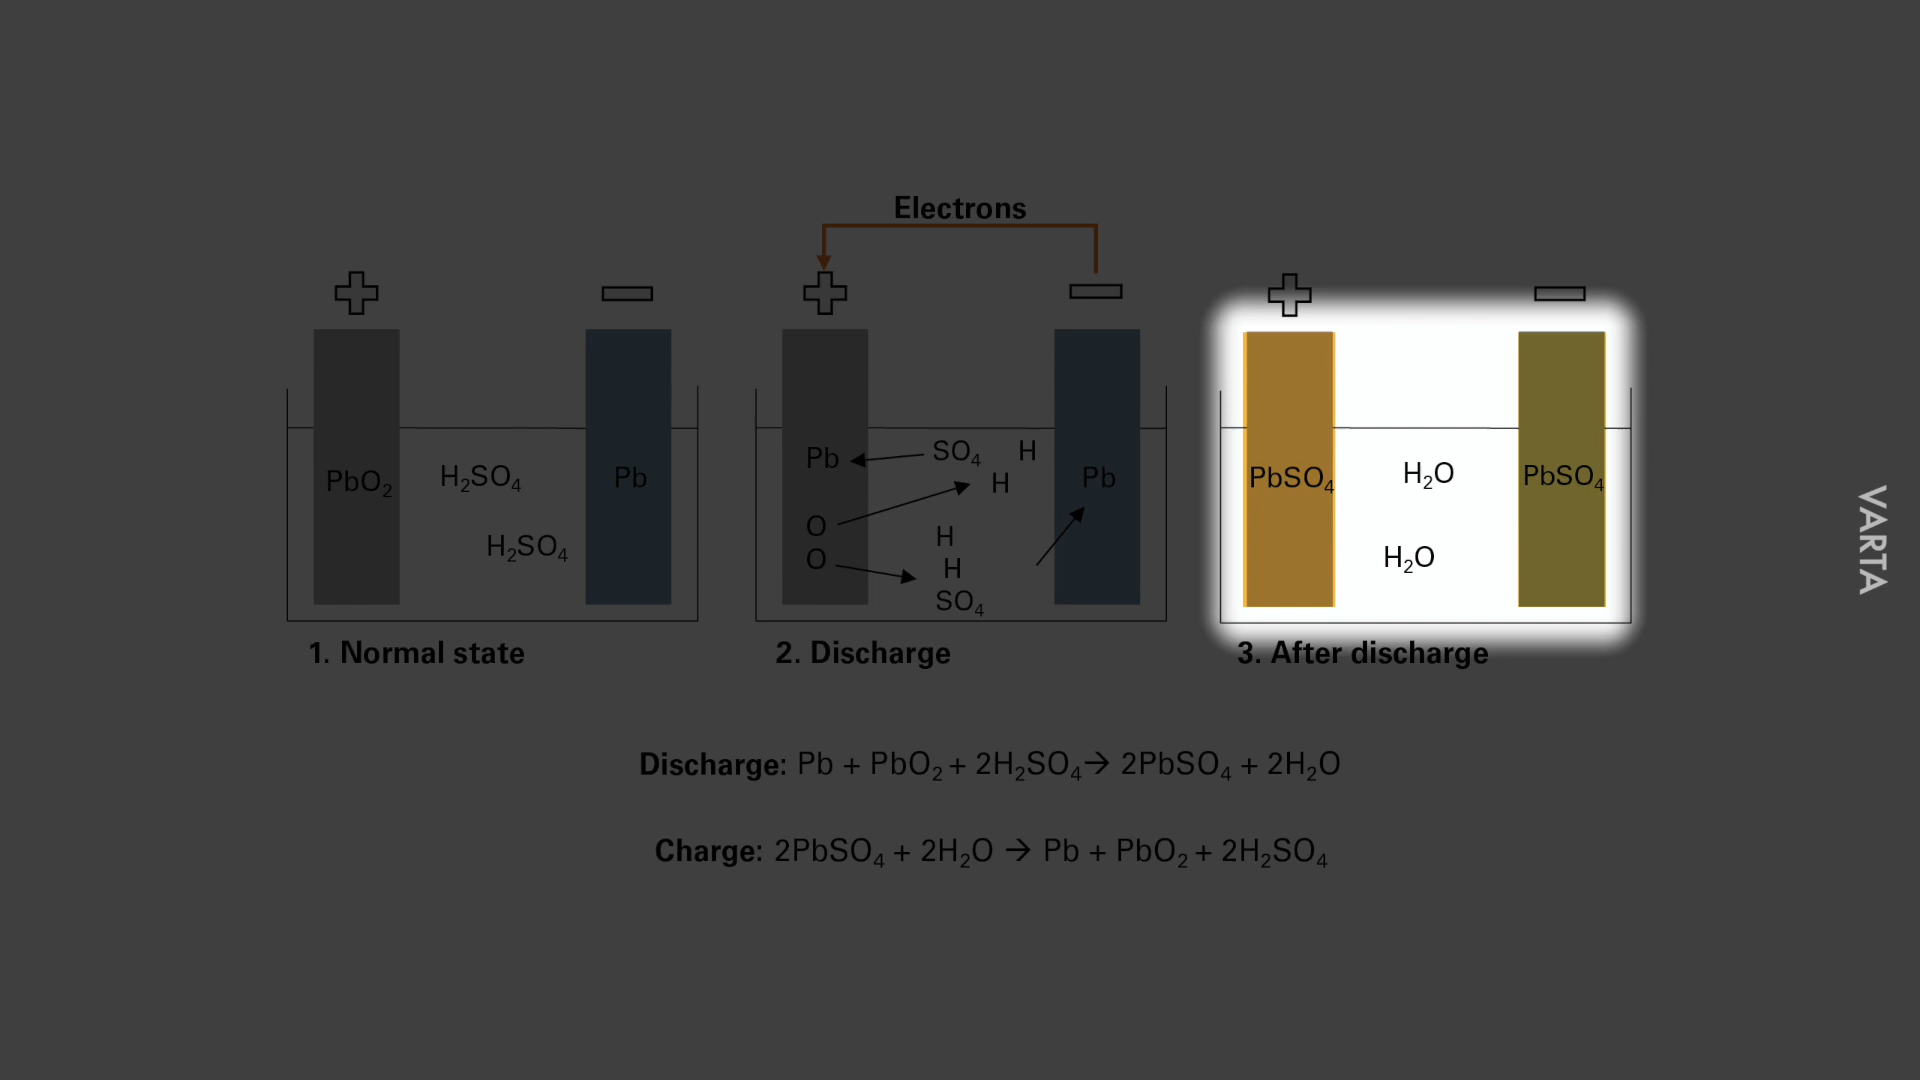 Electrons
PbO₂
H₂SO₄
H₂SO₄
Pb
1. Normal state
Pb
O
O
SO₄
H
H
H
H
SO₄
Pb
2. Discharge
PbSO₄
H₂O
H₂O
PbSO₄
3. After discharge
Discharge: Pb + PbO₂ + 2H₂SO₄→ 2PbSO₄ + 2H₂O
Charge: 2PbSO₄ + 2H₂O → Pb + PbO₂ + 2H₂SO₄
VARTA